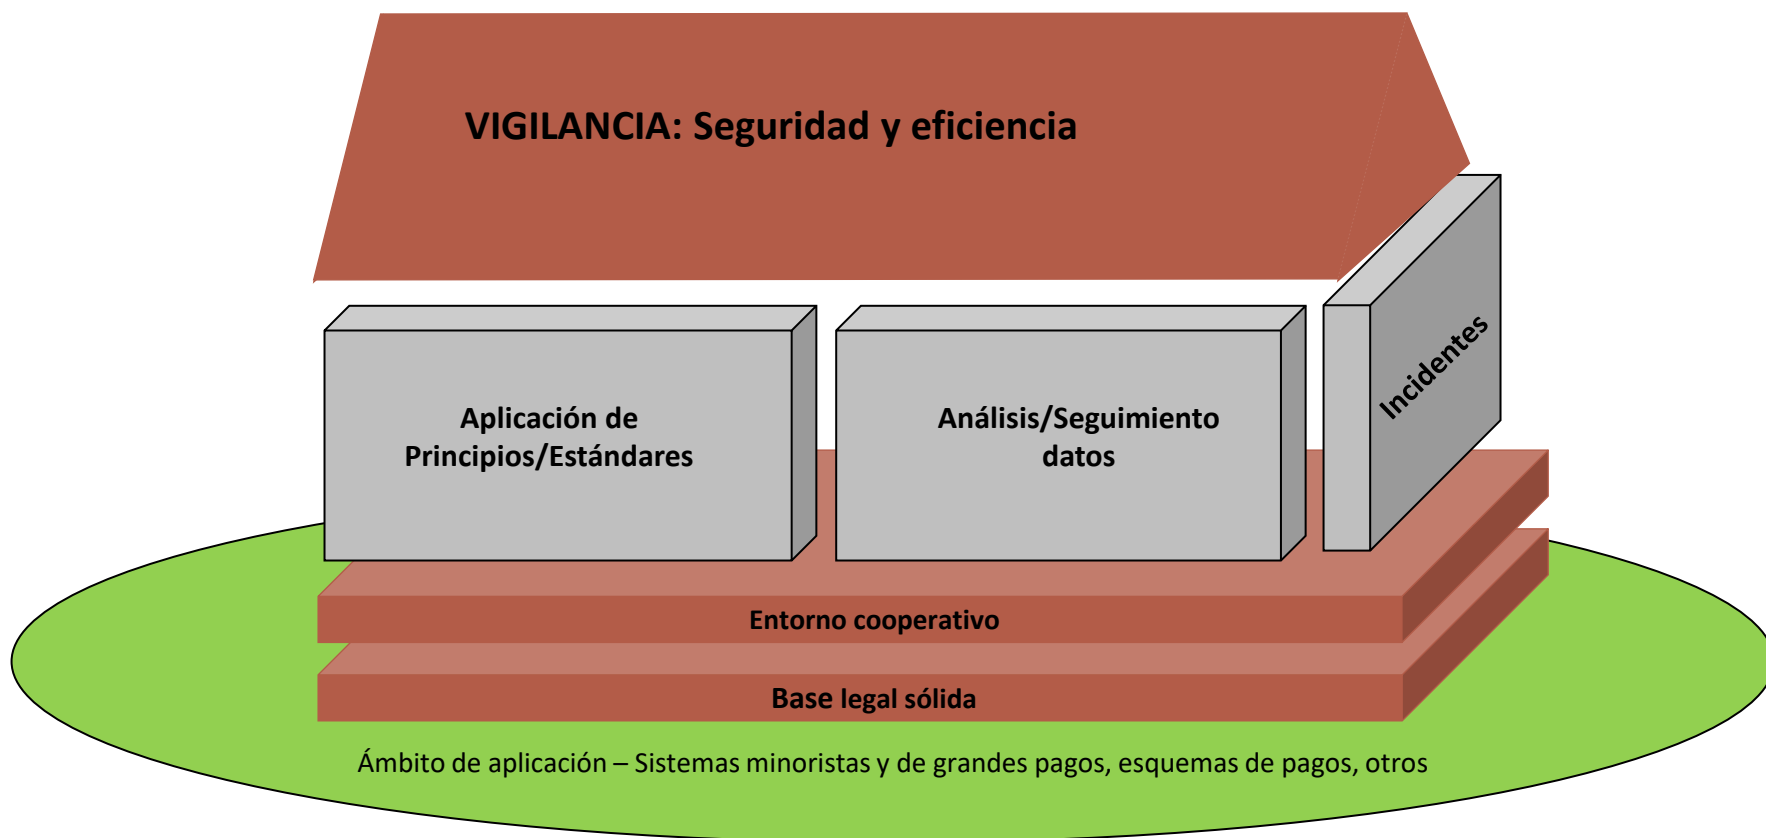 VIGILANCIA: Seguridad y eficiencia
Aplicación de
Principios/Estándares
Análisis/Seguimiento
datos
Incidentes
Entorno cooperativo
Base legal sólida
Ámbito de aplicación – Sistemas minoristas y de grandes pagos, esquemas de pagos, otros